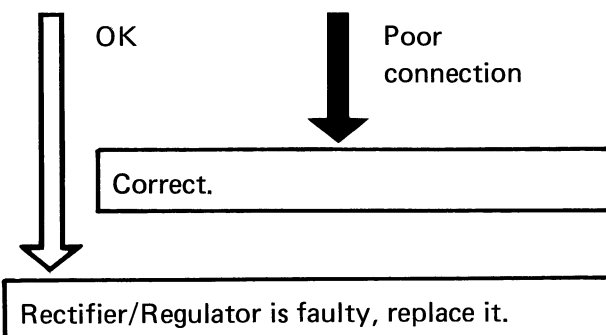 OK
Poor
connection
Correct.
Rectifier/Regulator is faulty, replace it.